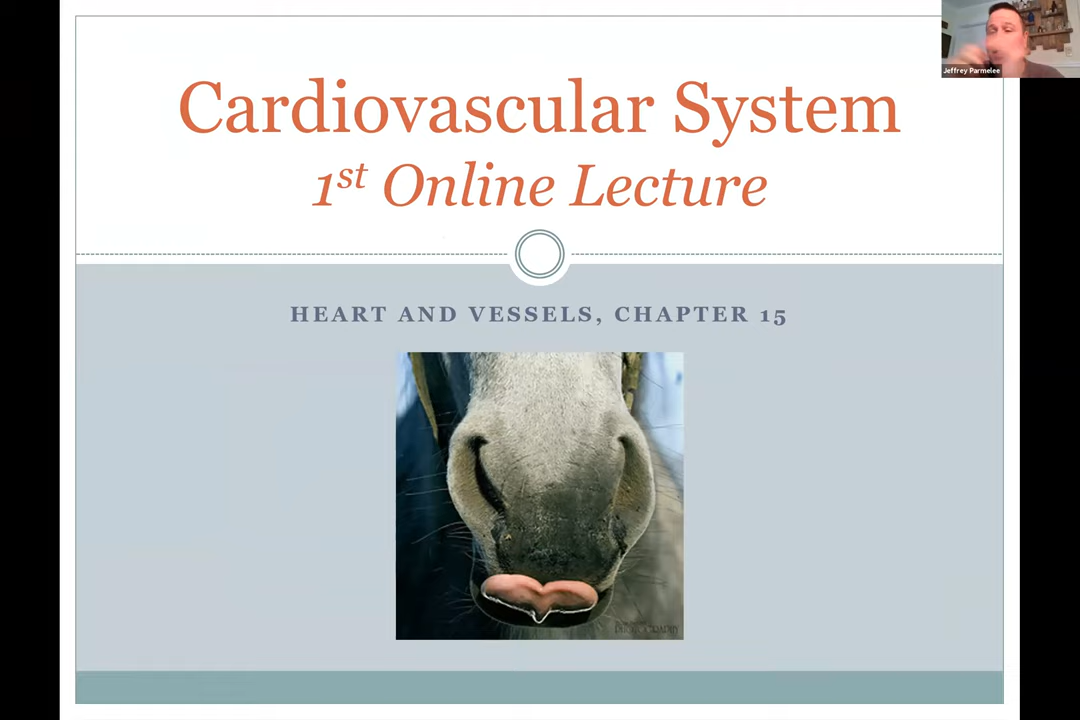 Jeffrey Parmelee
Cardiovascular System
1st Online Lecture
HEART AND VESSELS, CHAPTER 15